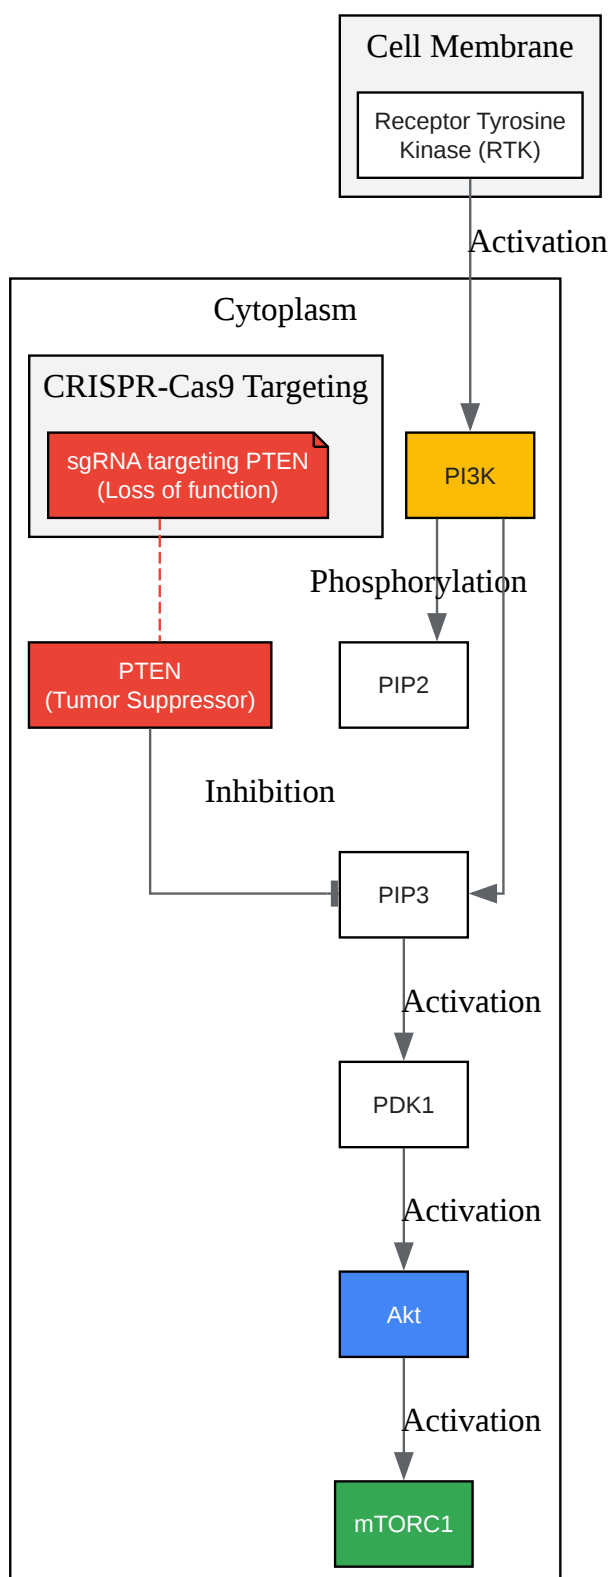 Cell Membrane
Receptor Tyrosine
Kinase (RTK)
Activation
Cytoplasm
CRISPR-Cas9 Targeting
sgRNA targeting PTEN
(Loss of function)
PI3K
Phosphorylation
PTEN
(Tumor Suppressor)
PIP2
Inhibition
PIP3
Activation
PDK1
Activation
Akt
Activation
mTORC1